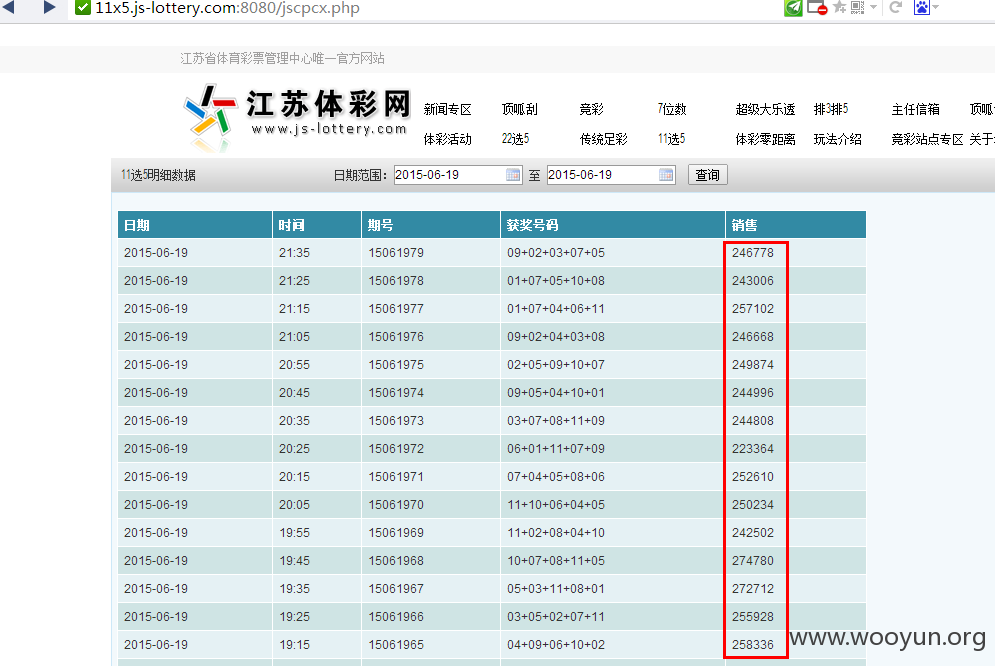 11x5.js-lottery.com:8080/jscpcx.php
江苏省体育彩票管理中心唯一官方网站
江苏体彩网
www.js-lottery.com
新闻专区 顶呱刮 竞彩 7位数 超级大乐透 排3排5 主任信箱 顶呱
体彩活动 22选5 传统足彩 11选5 体彩零距离 玩法介绍 竞彩站点专区 关于
11选5明细数据 日期范围: 2015-06-19 至 2015-06-19 查询
日期 时间 期号 获奖号码 销售
2015-06-19 21:35 15061979 09+02+03+07+05 246778
2015-06-19 21:25 15061978 01+07+05+10+08 243006
2015-06-19 21:15 15061977 01+07+04+06+11 257102
2015-06-19 21:05 15061976 09+02+04+03+08 246668
2015-06-19 20:55 15061975 02+05+09+10+07 249874
2015-06-19 20:45 15061974 09+05+04+10+01 244996
2015-06-19 20:35 15061973 03+07+08+11+09 244808
2015-06-19 20:25 15061972 06+01+11+07+09 223364
2015-06-19 20:15 15061971 07+04+05+08+06 252610
2015-06-19 20:05 15061970 11+10+06+04+05 250234
2015-06-19 19:55 15061969 11+02+08+04+10 242502
2015-06-19 19:45 15061968 10+07+08+11+05 274780
2015-06-19 19:35 15061967 05+03+11+08+01 272712
2015-06-19 19:25 15061966 03+05+02+07+11 255928
2015-06-19 19:15 15061965 04+09+06+10+02 258336
www.wooyun.org